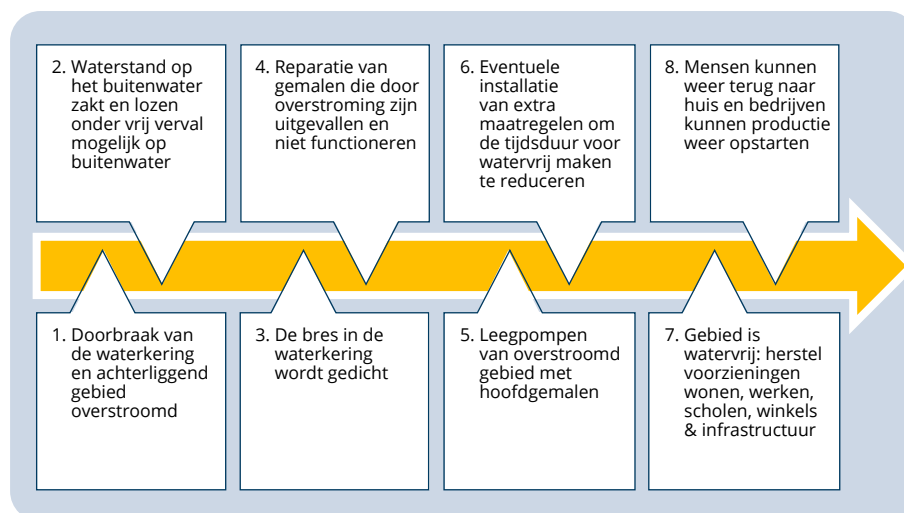 2. Waterstand op
het buitenwater
zakt en lozen
onder vrij verval
mogelijk op
buitenwater
4. Reparatie van
gemalen die door
overstroming zijn
uitgevallen en
niet functioneren
6. Eventuele
installatie
van extra
maatregelen om
de tijdsduur voor
watervrij maken
te reduceren
8. Mensen kunnen
weer terug naar
huis en bedrijven
kunnen productie
weer opstarten
1. Doorbraak van
de waterkering
en achterliggend
gebied
overstroomd
3. De bres in de
waterkering
wordt gedicht
5. Leegpompen
van overstroomd
gebied met
hoofdgemalen
7. Gebied is
watervrij: herstel
voorzieningen
wonen, werken,
scholen, winkels
& infrastructuur